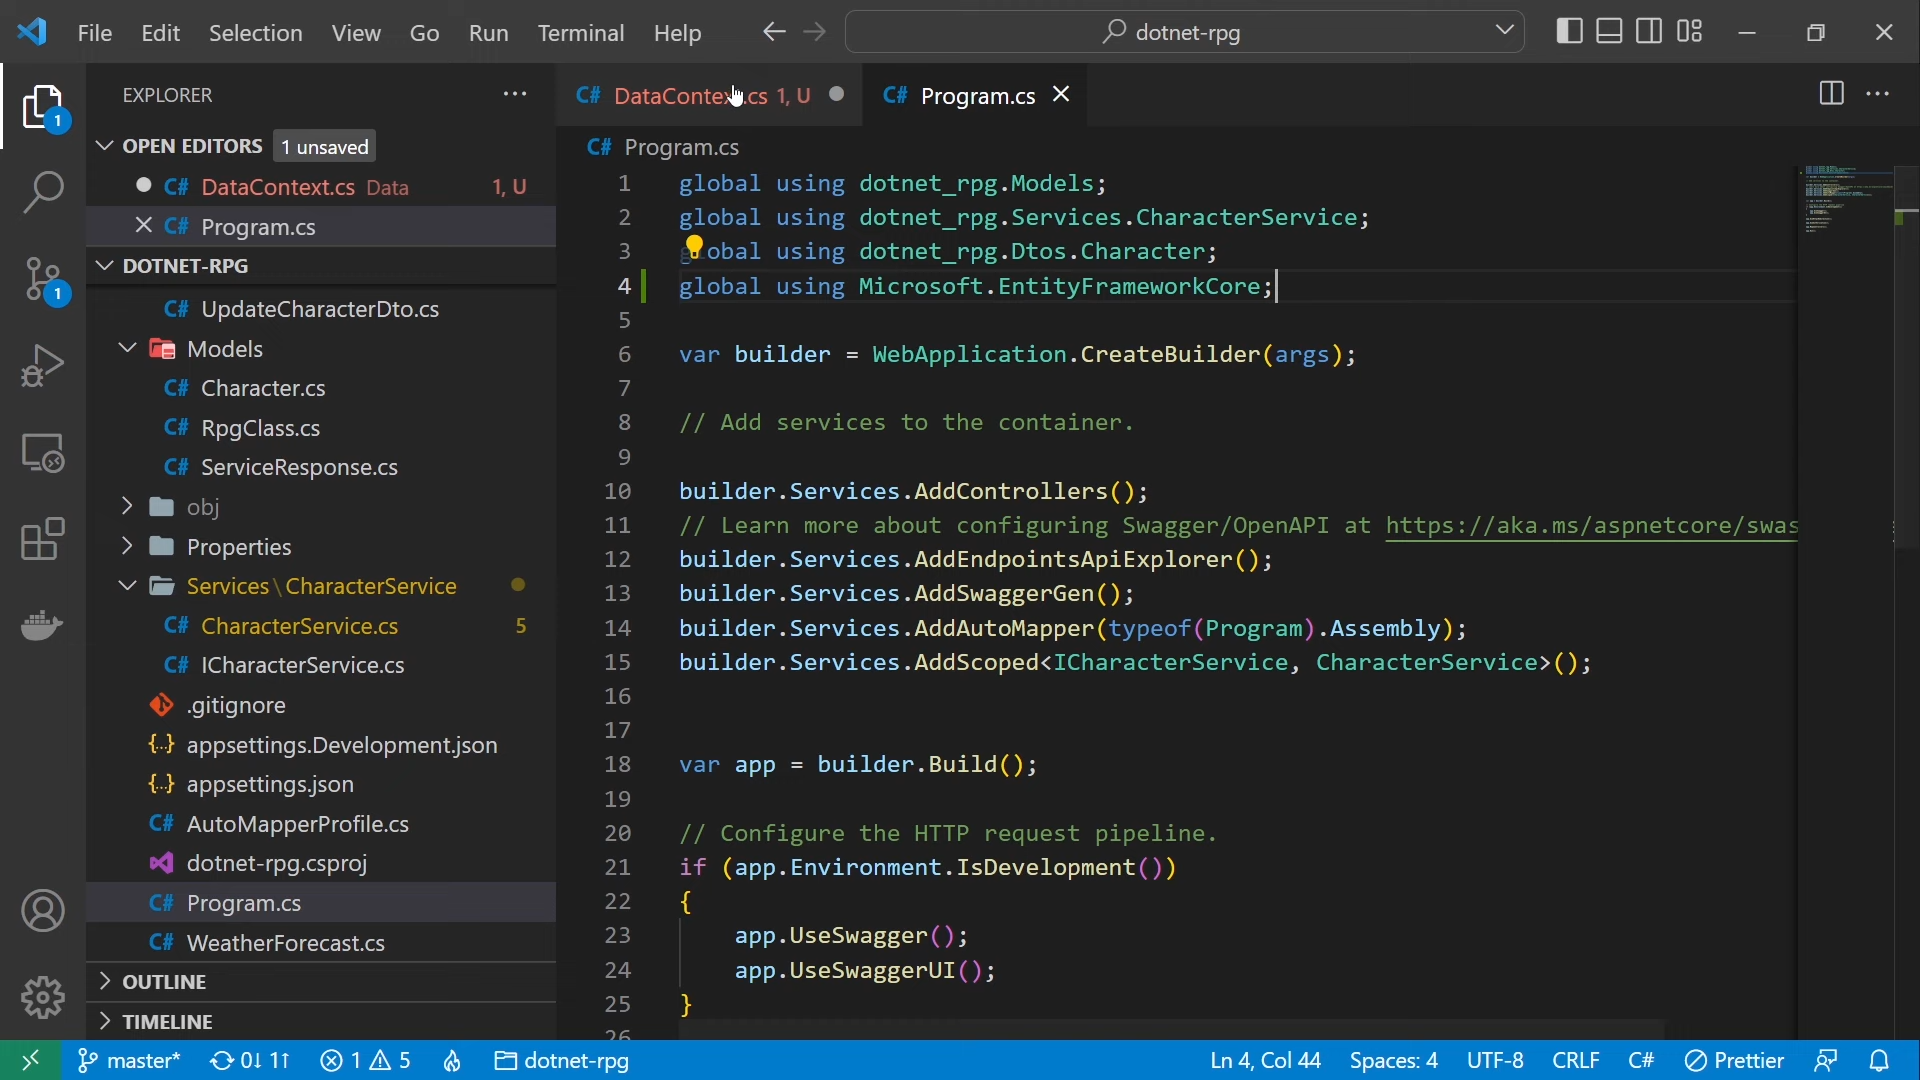 File Edit Selection View Go Run Terminal Help dotnet-rpg
EXPLORER
1
OPEN EDITORS 1 unsaved
C# DataContext.cs Data 1, U
C# Program.cs
DOTNET-RPG
1
C# UpdateCharacterDto.cs
Models
C# Character.cs
C# RpgClass.cs
C# ServiceResponse.cs
obj
Properties
Services\CharacterService
C# CharacterService.cs 5
C# ICharacterService.cs
.gitignore
{..} appsettings.Development.json
{..} appsettings.json
C# AutoMapperProfile.cs
dotnet-rpg.csproj
C# Program.cs
C# WeatherForecast.cs
OUTLINE
TIMELINE
C# DataContext.cs 1, U
C# Program.cs
C# Program.cs
1 global using dotnet_rpg.Models;
2 global using dotnet_rpg.Services.CharacterService;
3 global using dotnet_rpg.Dtos.Character;
4 global using Microsoft.EntityFrameworkCore;
5
6 var builder = WebApplication.CreateBuilder(args);
7
8 // Add services to the container.
9
10 builder.Services.AddControllers();
11 // Learn more about configuring Swagger/OpenAPI at https://aka.ms/aspnetcore/swas
12 builder.Services.AddEndpointsApiExplorer();
13 builder.Services.AddSwaggerGen();
14 builder.Services.AddAutoMapper(typeof(Program).Assembly);
15 builder.Services.AddScoped<ICharacterService, CharacterService>();
16
17
18 var app = builder.Build();
19
20 // Configure the HTTP request pipeline.
21 if (app.Environment.IsDevelopment())
22 {
23 app.UseSwagger();
24 app.UseSwaggerUI();
25 }
26
master* 0↓ 1↑ 1 5 dotnet-rpg Ln 4, Col 44 Spaces: 4 UTF-8 CRLF C# Prettier